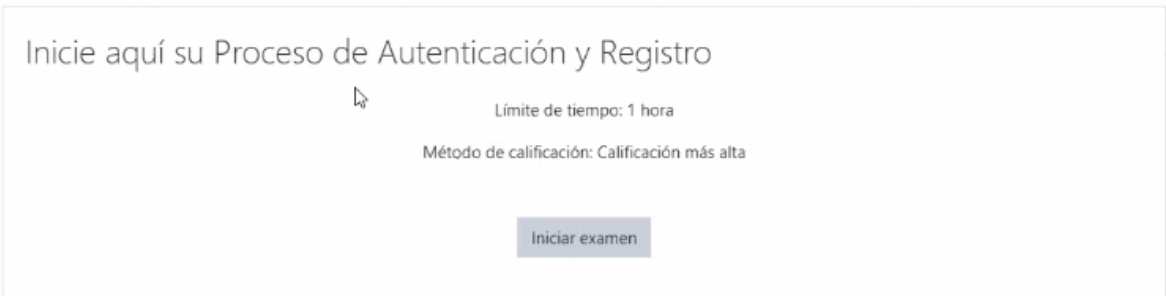 Inicie aquí su Proceso de Autenticación y Registro
Límite de tiempo: 1 hora
Método de calificación: Calificación más alta
Iniciar examen